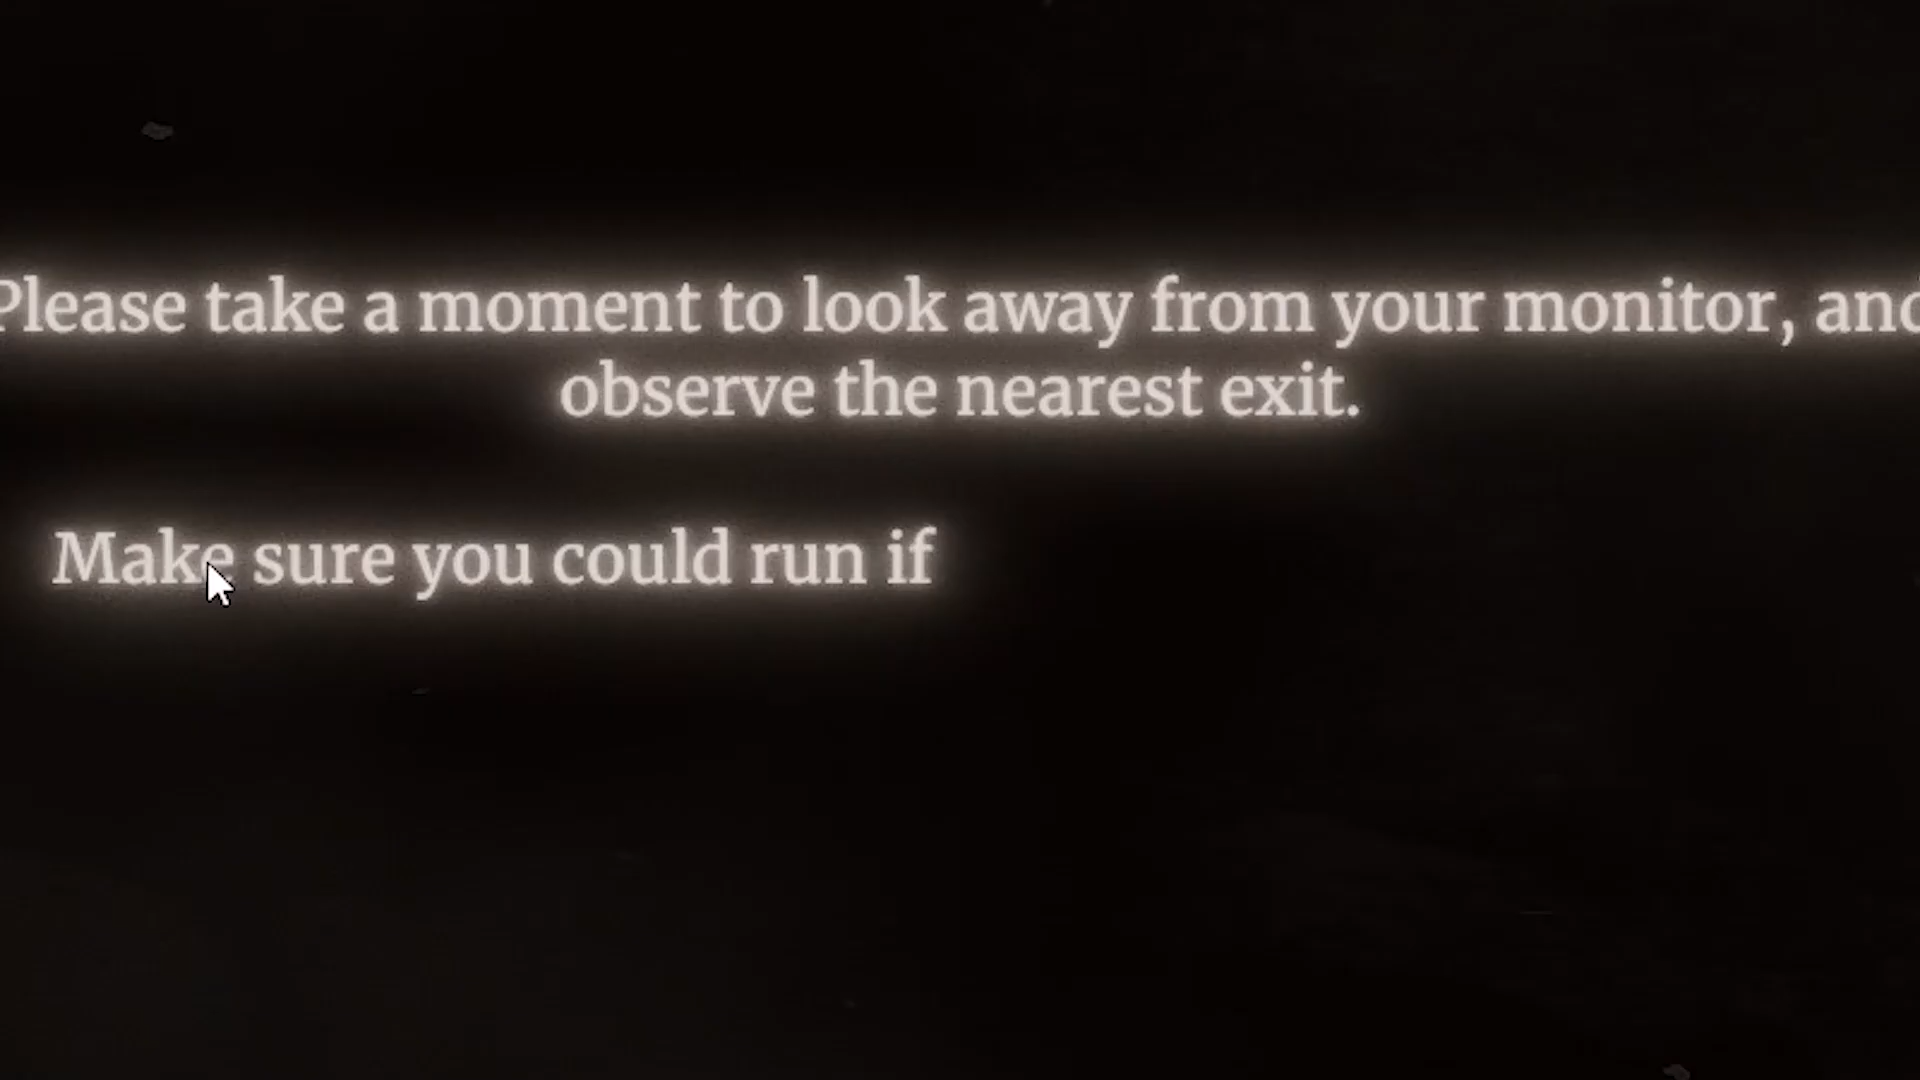 Please take a moment to look away from your monitor, and
observe the nearest exit.
Make sure you could run if